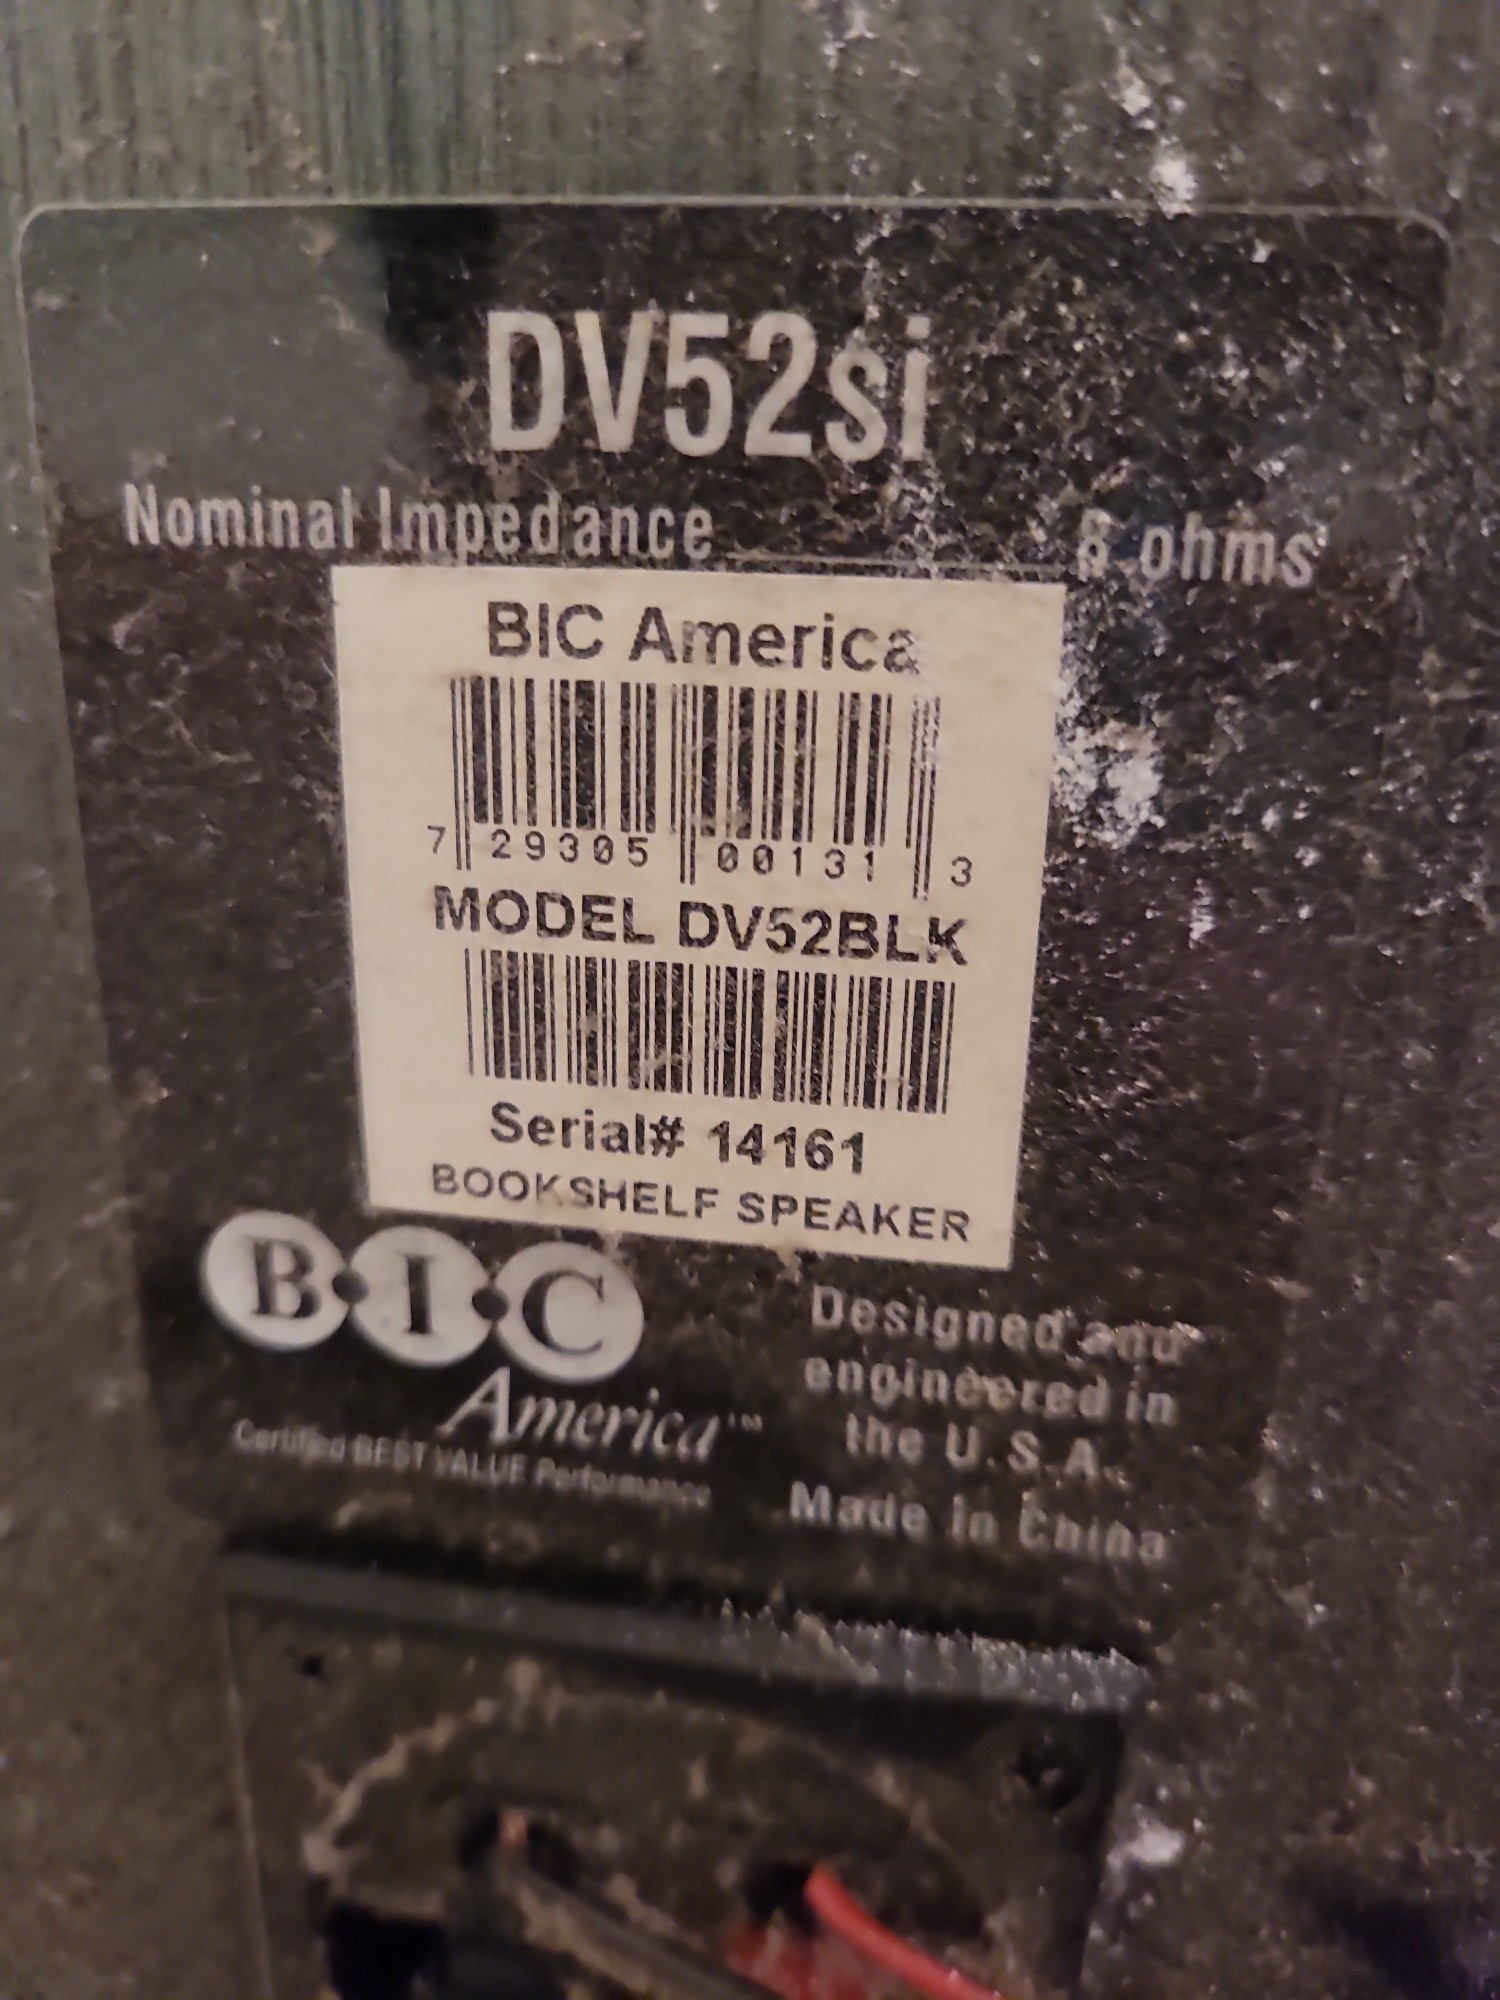 DV52si
Nominal Impedance 8 ohms
BIC America
7 29305 00131 3
MODEL DV52BLK
Serial# 14161
BOOKSHELF SPEAKER
B·I·C
America™
Certified BEST VALUE Performance
Designed and
engineered in
the U.S.A.
Made in China